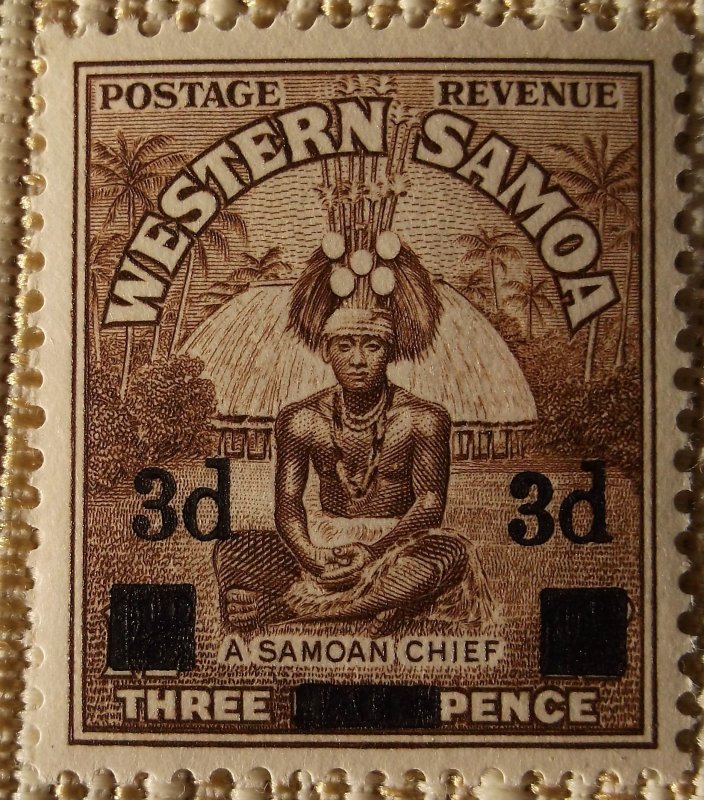 POSTAGE REVENUE
WESTERN SAMOA
3d 3d
A SAMOAN CHIEF
THREE PENCE